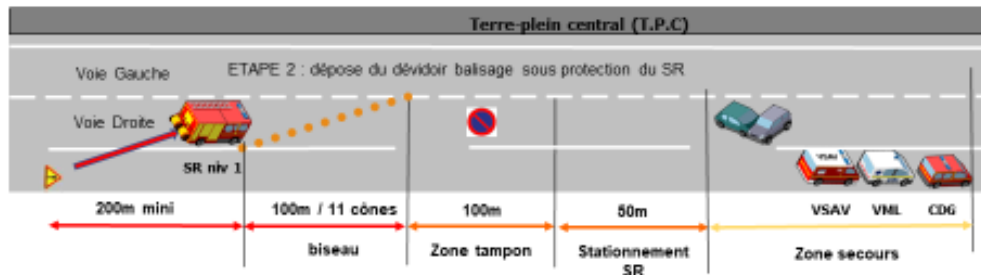 Terre-plein central (T.P.C)
Voie Gauche
ETAPE 2 : dépose du dévidoir balisage sous protection du SR
Voie Droite
SR niv 1
VSAV
200m mini
100m / 11 cônes
100m
50m
VSAV
VML
CDG
biseau
Zone tampon
Stationnement
SR
Zone secours